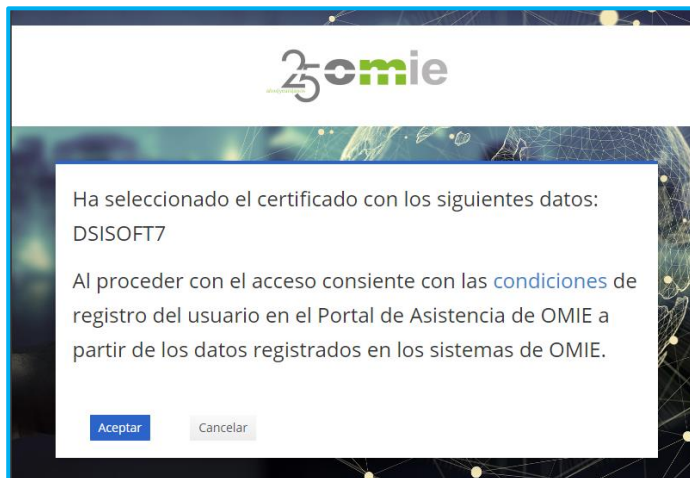 25 omie
Ha seleccionado el certificado con los siguientes datos:
DSISOFT7
Al proceder con el acceso consiente con las condiciones de
registro del usuario en el Portal de Asistencia de OMIE a
partir de los datos registrados en los sistemas de OMIE.
Aceptar
Cancelar